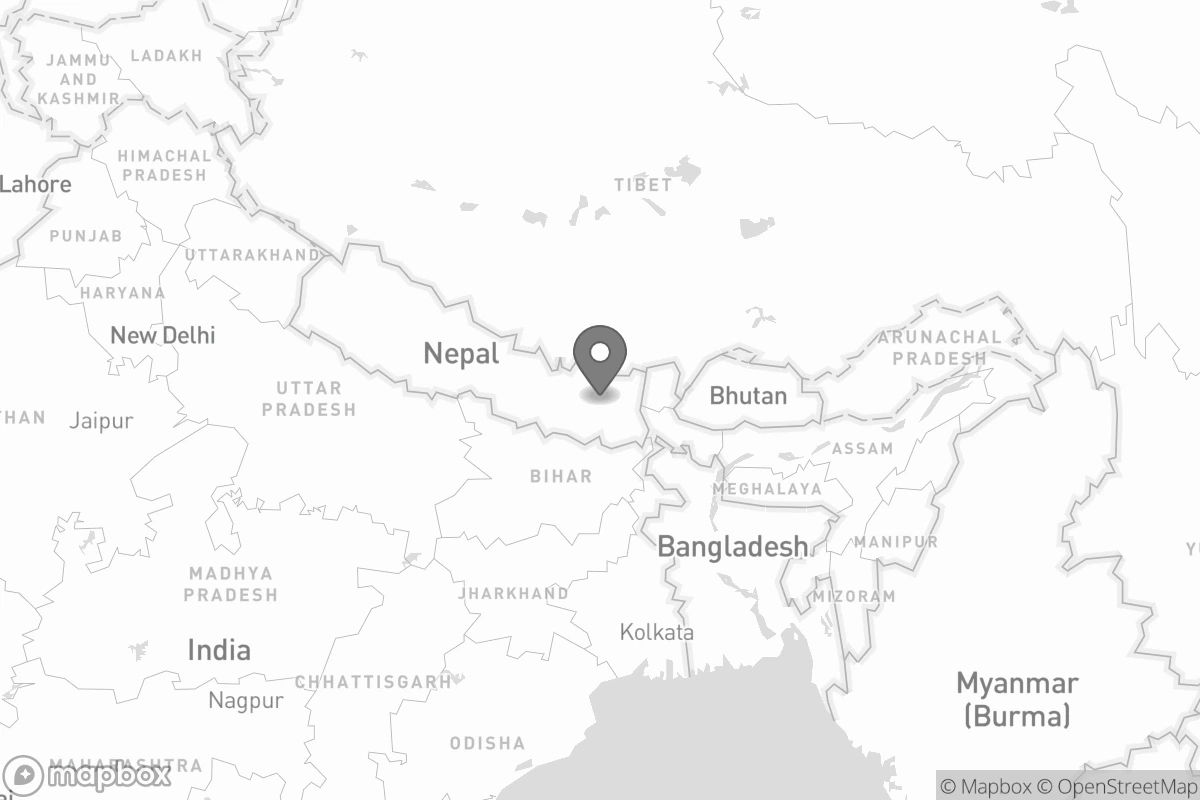 JAMMU
AND
KASHMIR
LADAKH
HIMACHAL
PRADESH
Lahore
TIBET
PUNJAB
UTTARAKHAND
HARYANA
New Delhi
Nepal
ARUNACHAL
PRADESH
Bhutan
UTTAR
PRADESH
THAN
Jaipur
ASSAM
BIHAR
MEGHALAYA
Bangladesh
MANIPUR
MADHYA
PRADESH
JHARKHAND
MIZORAM
Kolkata
India
CHHATTISGARH
Nagpur
Myanmar
(Burma)
ODISHA
MAHARASHTRA
mapbox
© Mapbox © OpenStreetMap